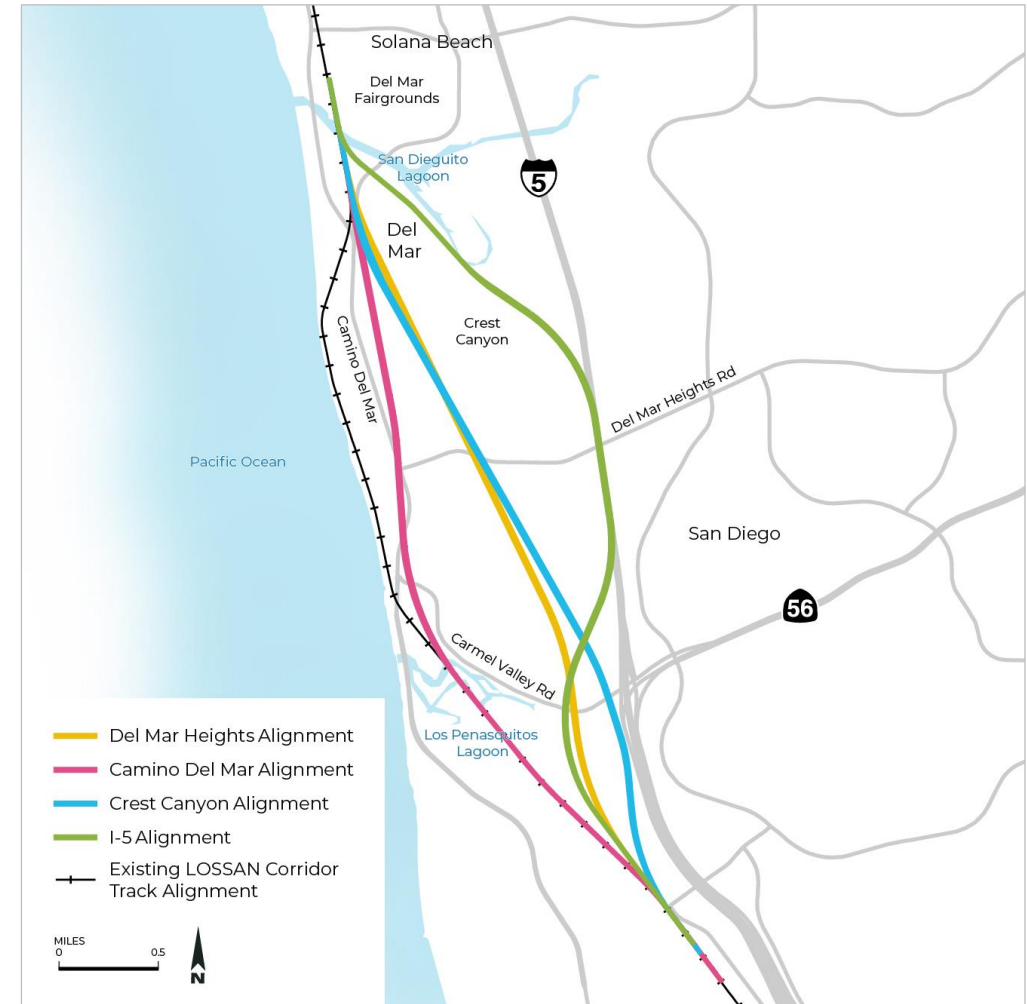 Solana Beach
Del Mar
Fairgrounds
San Dieguito
Lagoon
5
Del
Mar
Crest
Canyon
Camino Del Mar
Del Mar Heights Rd
Pacific Ocean
San Diego
56
Carmel Valley Rd
Los Penasquitos
Lagoon
Del Mar Heights Alignment
Camino Del Mar Alignment
Crest Canyon Alignment
I-5 Alignment
Existing LOSSAN Corridor
Track Alignment
MILES
0 0.5
N